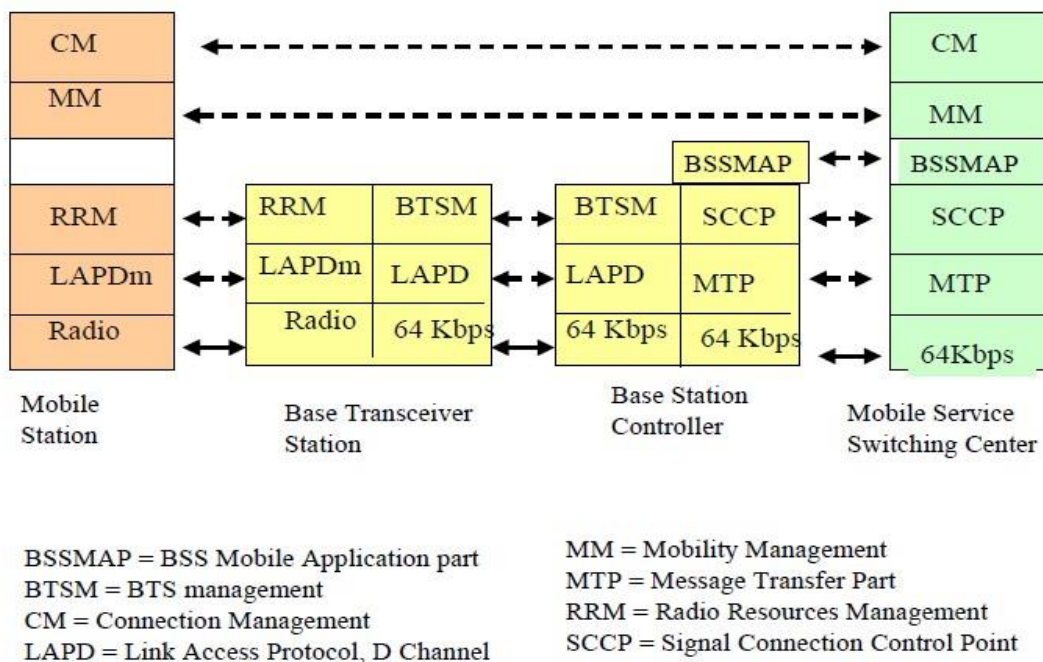 CM
CM
MM
MM
BSSMAP
BSSMAP
RRM
RRM
BTSM
BTSM
SCCP
SCCP
LAPDm
LAPDm
LAPD
LAPD
MTP
MTP
Radio
Radio
64 Kbps
64 Kbps
64 Kbps
64Kbps
Mobile
Station
Base Transceiver
Station
Base Station
Controller
Mobile Service
Switching Center
BSSMAP = BSS Mobile Application part
BTSM = BTS management
CM = Connection Management
LAPD = Link Access Protocol, D Channel
MM = Mobility Management
MTP = Message Transfer Part
RRM = Radio Resources Management
SCCP = Signal Connection Control Point